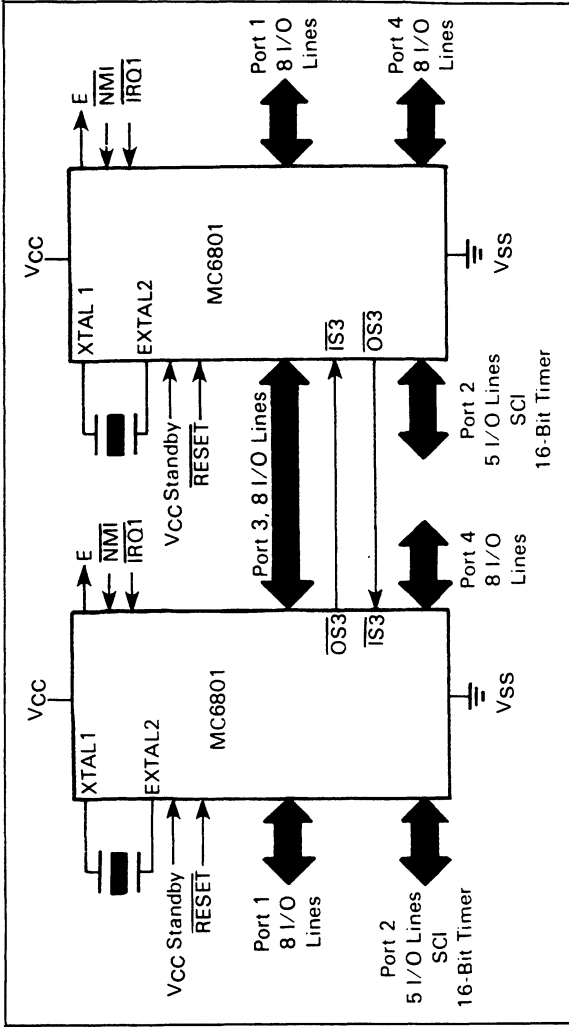 VCC
XTAL1
EXTAL2
VCC Standby
RESET
MC6801
E
NMI
IRQ1
OS3
IS3
Port 1
8 I/O
Lines
Port 2
5 I/O Lines
SCI
16-Bit Timer
Port 4
8 I/O
Lines
VSS
Port 3, 8 I/O Lines
VCC
XTAL 1
EXTAL2
VCC Standby
RESET
MC6801
E
NMI
IRQ1
IS3
OS3
Port 1
8 I/O
Lines
Port 2
5 I/O Lines
SCI
16-Bit Timer
Port 4
8 I/O
Lines
VSS